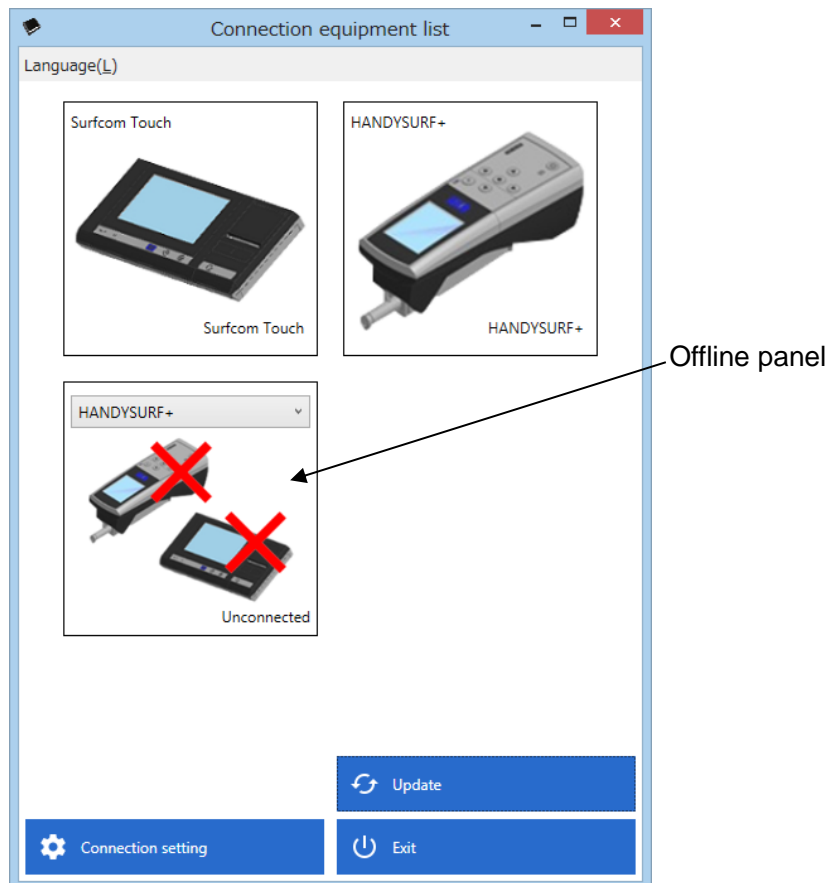 Connection equipment list
Language(L)
Surfcom Touch
Surfcom Touch
HANDYSURF+
HANDYSURF+
Offline panel
HANDYSURF+
Unconnected
Update
Connection setting
Exit